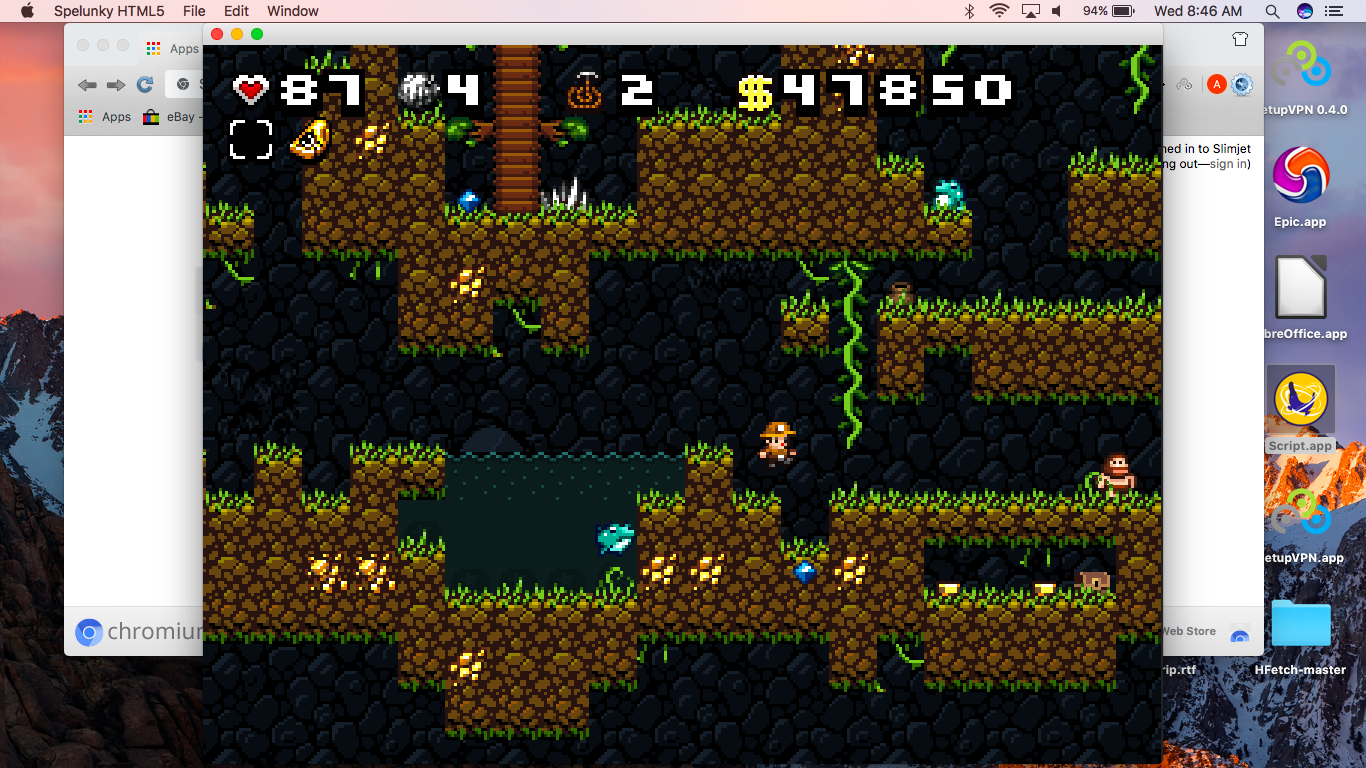 Spelunky HTML5 File Edit Window 94% Wed 8:46 AM
Apps
Apps eBay
87 4 2 $47850
A
ned in to Slimjet
ng out—sign in)
etupVPN 0.4.0
Epic.app
breOffice.app
Script.app
etupVPN.app
chromium
Web Store
rip.rtf
HFetch-master